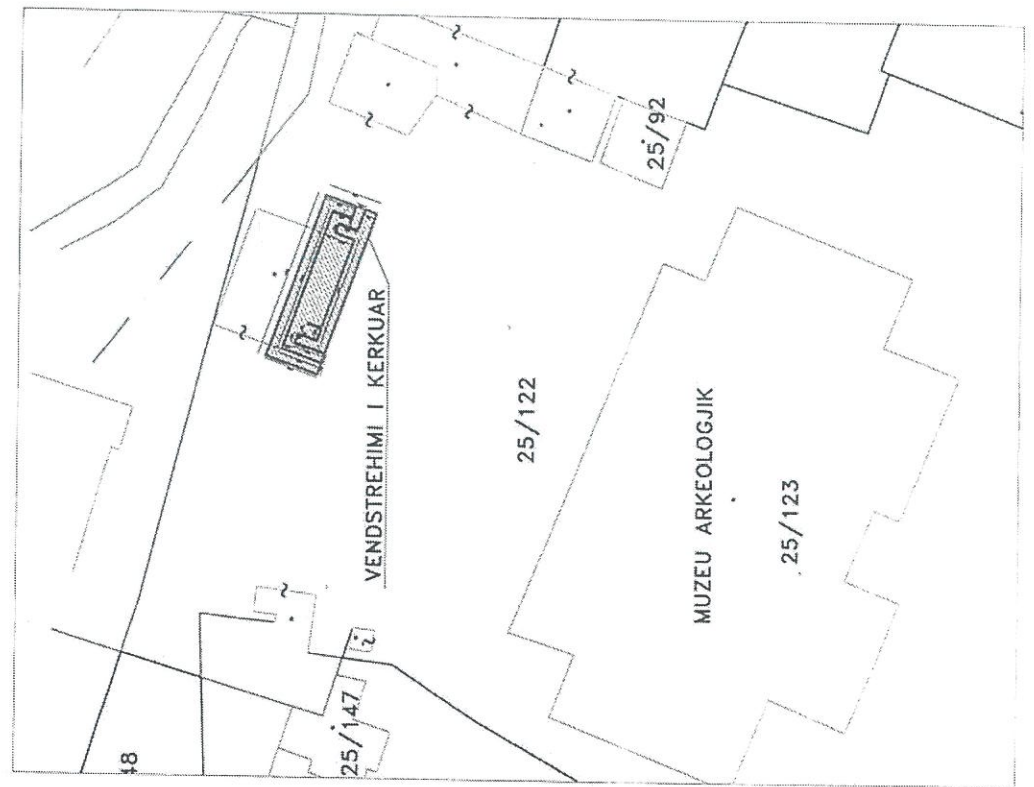 48
25/147
VENDSTREHIMI I KERKUAR
25/122
MUZEU ARKEOLOGJIK
25/123
25/92